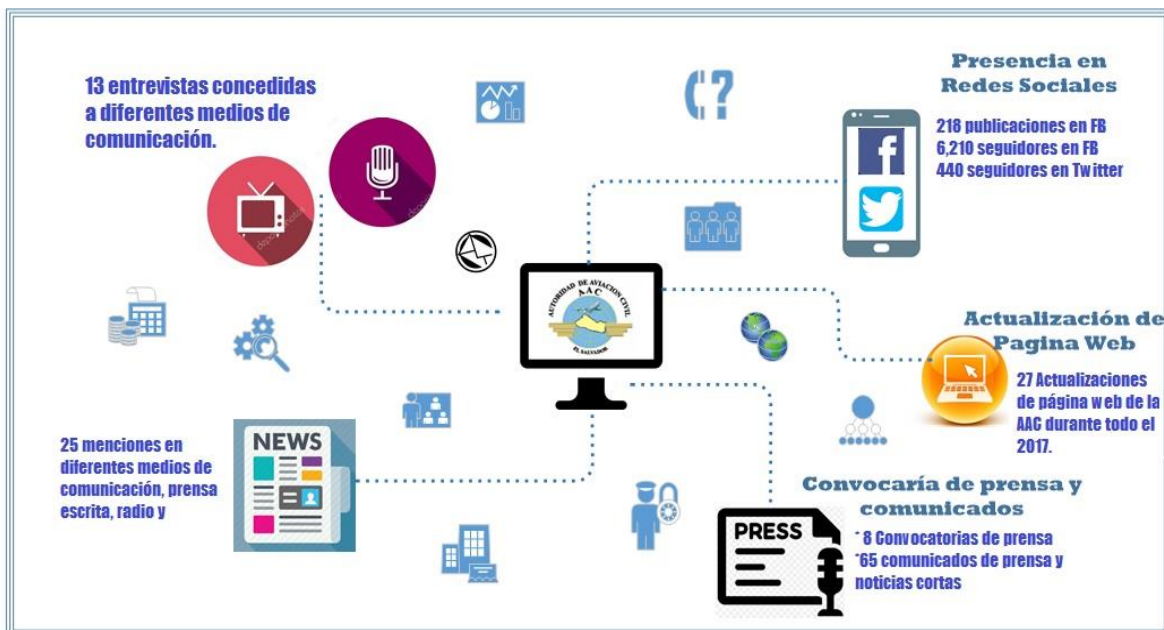 13 entrevistas concedidas
a diferentes medios de
comunicación.
Presencia en
Redes Sociales
218 publicaciones en FB
6,210 seguidores en FB
440 seguidores en Twitter
f
AUTORIDAD DE AVIACION CIVIL
AAC
EL SALVADOR
Actualización de
Pagina Web
27 Actualizaciones
de página web de la
AAC durante todo el
2017.
25 menciones en
diferentes medios de
comunicación, prensa
escrita, radio y
NEWS
Convocaría de prensa y
comunicados
PRESS
* 8 Convocatorias de prensa
*65 comunicados de prensa y
noticias cortas